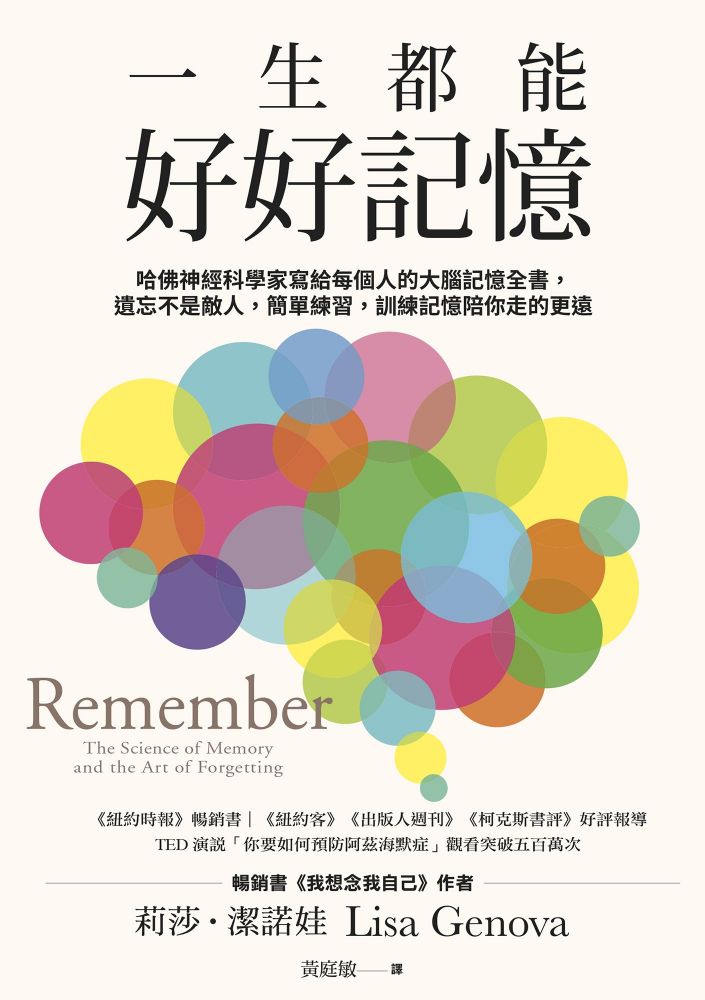 一生都能
好好記憶
哈佛神經科學家寫給每個人的大腦記憶全書，
遺忘不是敵人，簡單練習，訓練記憶陪你走的更遠
Remember
The Science of Memory
and the Art of Forgetting
《紐約時報》暢銷書｜《紐約客》《出版人週刊》《柯克斯書評》好評報導
TED 演説「你要如何預防阿茲海默症」觀看突破五百萬次
暢銷書《我想念我自己》作者
莉莎・潔諾娃 Lisa Genova
黃庭敏——譯